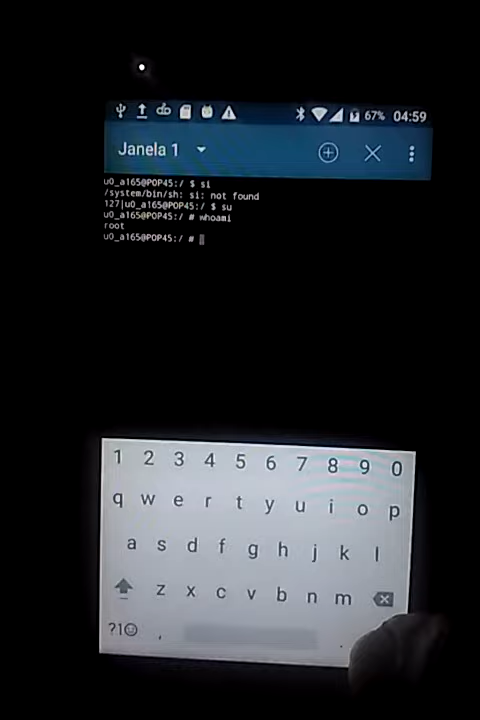 67% 04:59
Janela 1
u0_a165@POP45:/ $ si
/system/bin/sh: si: not found
127|u0_a165@POP45:/ $ su
u0_a165@POP45:/ # whoami
root
u0_a165@POP45:/ #
1 2 3 4 5 6 7 8 9 0
q w e r t y u i o p
a s d f g h j k l
z x c v b n m
?1☺ , .